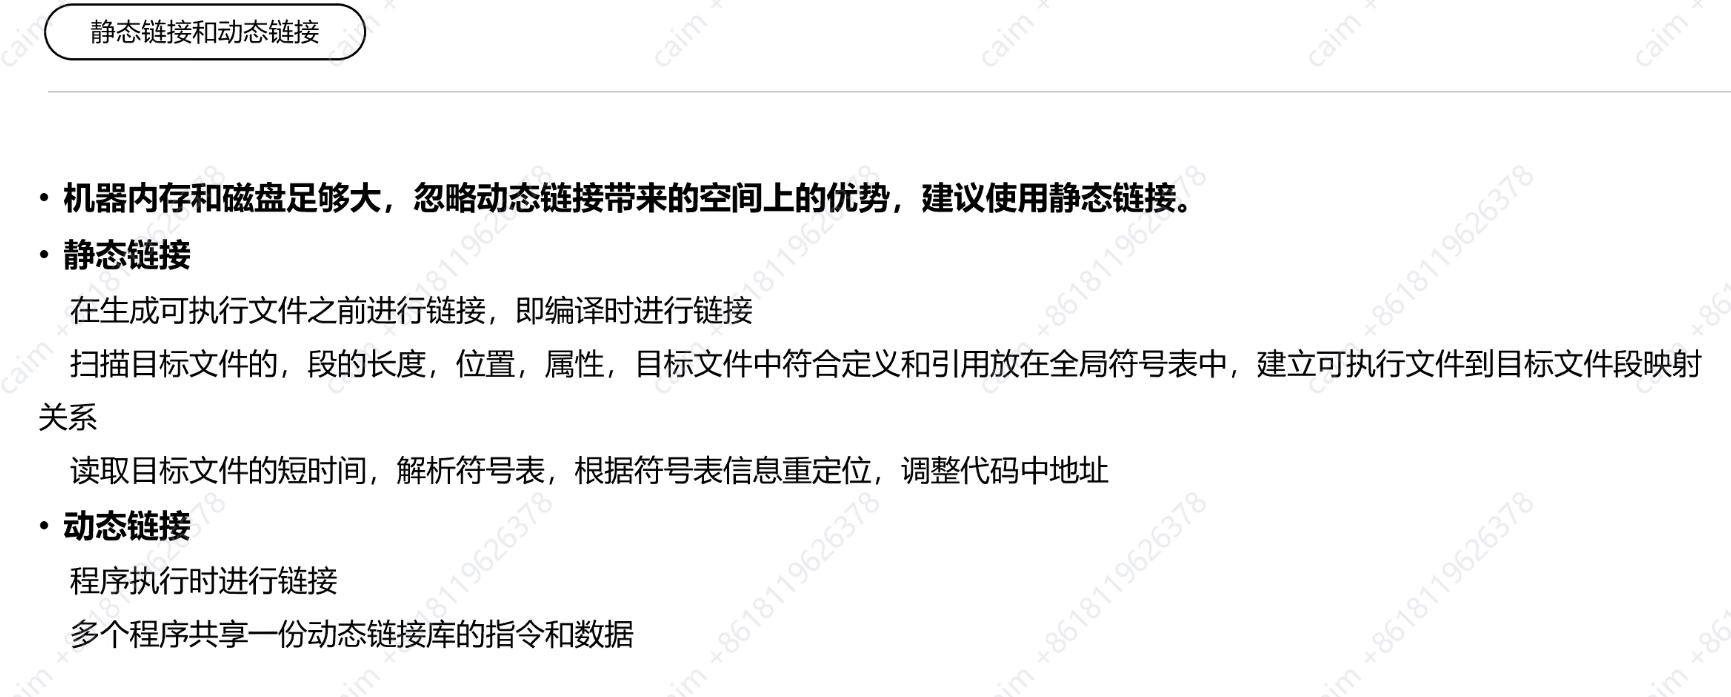 静态链接和动态链接
• 机器内存和磁盘足够大，忽略动态链接带来的空间上的优势，建议使用静态链接。
• 静态链接
在生成可执行文件之前进行链接，即编译时进行链接
扫描目标文件的，段的长度，位置，属性，目标文件中符合定义和引用放在全局符号表中，建立可执行文件到目标文件段映射
关系
读取目标文件的短时间，解析符号表，根据符号表信息重定位，调整代码中地址
• 动态链接
程序执行时进行链接
多个程序共享一份动态链接库的指令和数据
caim +8618119626378